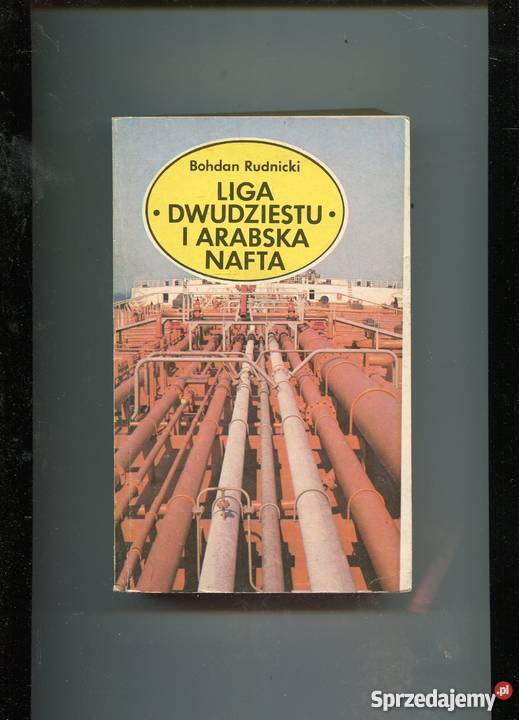 Bohdan Rudnicki
LIGA
• DWUDZIESTU •
I ARABSKA
NAFTA
Sprzedajemy.pl